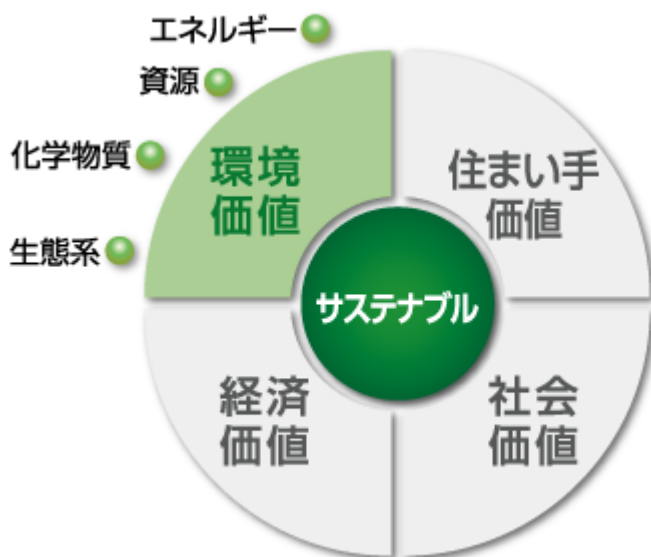 エネルギー
資源
化学物質
生態系
環境
価値
住まい手
価値
サステナブル
経済
価値
社会
価値